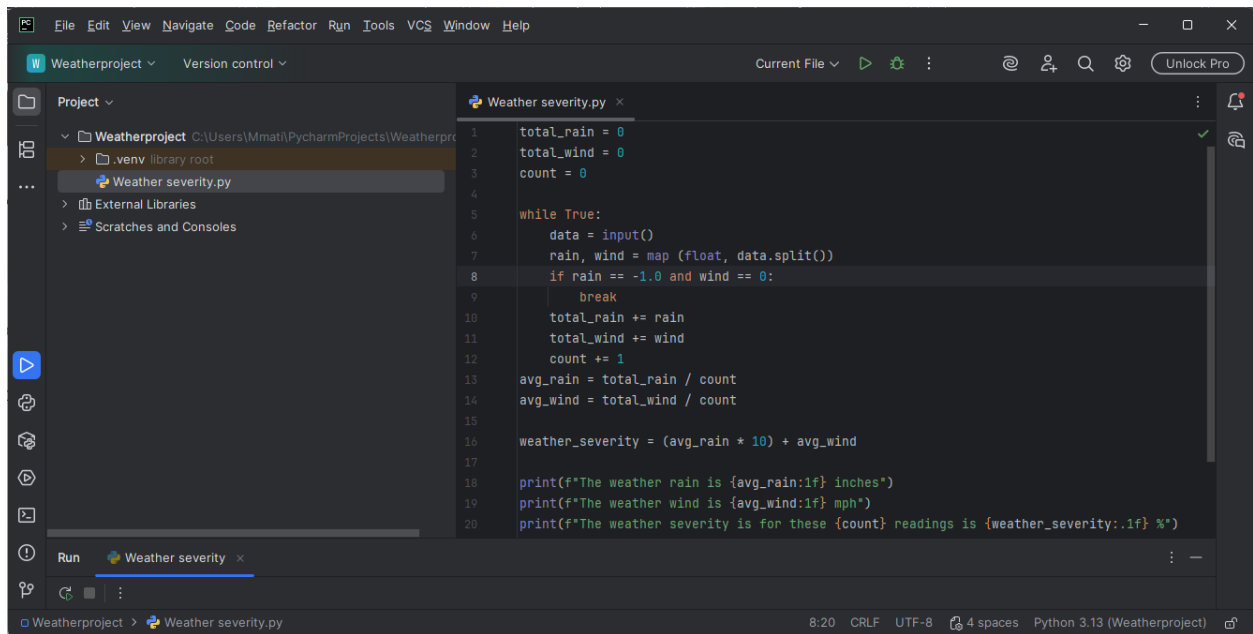 PC File Edit View Navigate Code Refactor Run Tools VCS Window Help
W Weatherproject Version control Current File Unlock Pro
Project
Weatherproject C:\Users\Mmati\PycharmProjects\Weatherpro
.venv library root
Weather severity.py
External Libraries
Scratches and Consoles
Weather severity.py
1 total_rain = 0
2 total_wind = 0
3 count = 0
4
5 while True:
6     data = input()
7     rain, wind = map (float, data.split())
8     if rain == -1.0 and wind == 0:
9         break
10     total_rain += rain
11     total_wind += wind
12     count += 1
13 avg_rain = total_rain / count
14 avg_wind = total_wind / count
15
16 weather_severity = (avg_rain * 10) + avg_wind
17
18 print(f"The weather rain is {avg_rain:1f} inches")
19 print(f"The weather wind is {avg_wind:1f} mph")
20 print(f"The weather severity is for these {count} readings is {weather_severity:.1f} %")
Run Weather severity
Weatherproject > Weather severity.py 8:20 CRLF UTF-8 4 spaces Python 3.13 (Weatherproject)